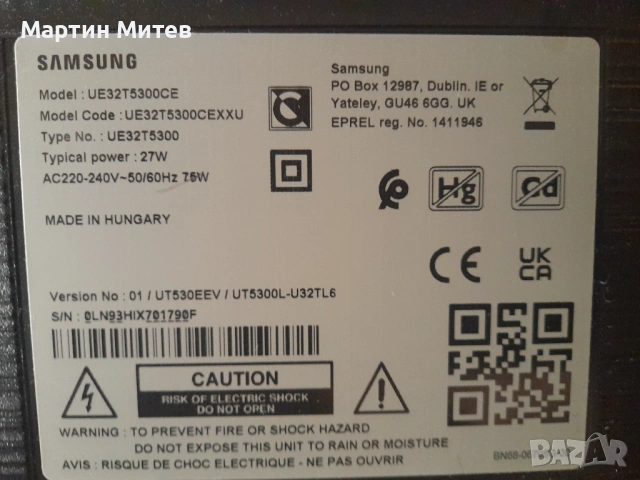 Мартин Митев
SAMSUNG
Model : UE32T5300CE
Model Code : UE32T5300CEXXU
Type No. : UE32T5300
Typical power : 27W
AC220-240V~50/60Hz 75W
MADE IN HUNGARY
Samsung
PO Box 12987, Dublin. IE or
Yateley, GU46 6GG. UK
EPREL reg. No. 1411946
Hg
Cd
CE
UK
CA
Version No : 01 / UT530EEV / UT5300L-U32TL6
S/N : 0LN93HIX701790F
CAUTION
RISK OF ELECTRIC SHOCK
DO NOT OPEN
WARNING : TO PREVENT FIRE OR SHOCK HAZARD
DO NOT EXPOSE THIS UNIT TO RAIN OR MOISTURE
AVIS : RISQUE DE CHOC ELECTRIQUE - NE PAS OUVRIR
BAZAR